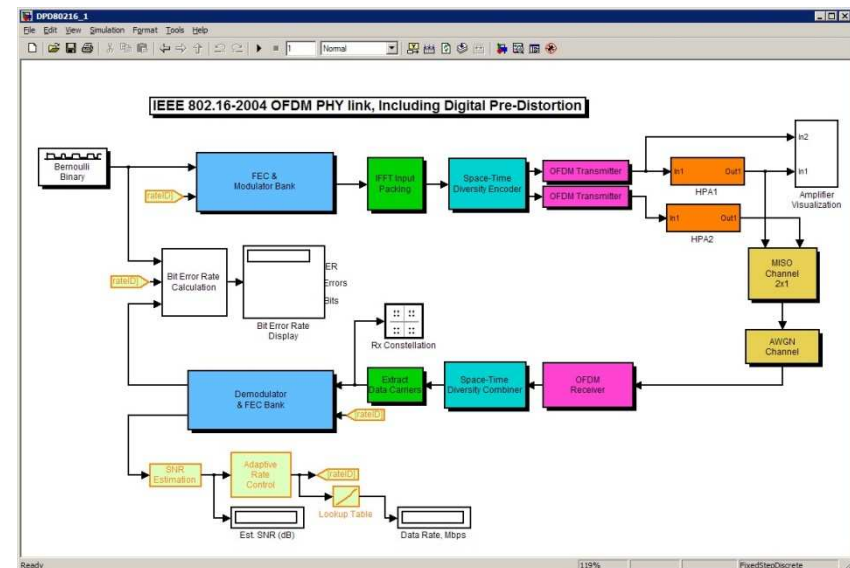 DPD80216_1
File Edit View Simulation Format Tools Help
1 Normal
IEEE 802.16-2004 OFDM PHY link, Including Digital Pre-Distortion
Bernoulli
Binary
[rateID]
FEC &
Modulator Bank
IFFT Input
Packing
Space-Time
Diversity Encoder
OFDM Transmitter
OFDM Transmitter
In1 Out1
HPA1
In1 Out1
HPA2
In2
In1
Amplifier
Visualization
[rateID]
Bit Error Rate
Calculation
ER
Errors
Bits
Bit Error Rate
Display
Rx Constellation
MISO
Channel
2x1
AWGN
Channel
Demodulator
& FEC Bank
Extract
Data Carriers
Space-Time
Diversity Combiner
OFDM
Receiver
[rateID]
SNR
Estimation
Adaptive
Rate
Control
[rateID]
Lookup Table
Est. SNR (dB)
Data Rate, Mbps
Ready 119% FixedStepDiscrete